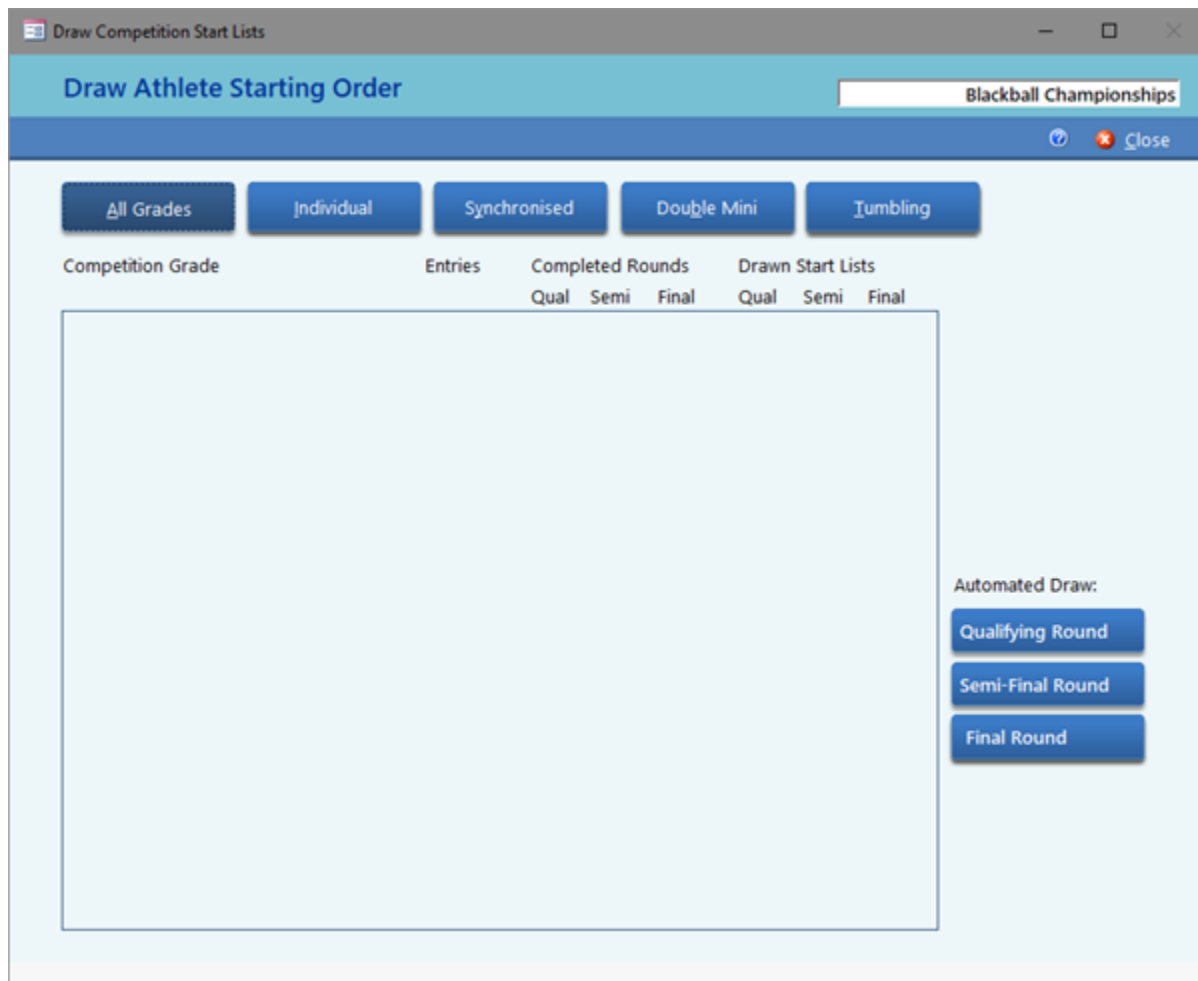 Draw Competition Start Lists
Draw Athlete Starting Order
Blackball Championships
Close
All Grades Individual Synchronised Double Mini Tumbling
Competition Grade Entries Completed Rounds Drawn Start Lists
Qual Semi Final Qual Semi Final
Automated Draw:
Qualifying Round
Semi-Final Round
Final Round